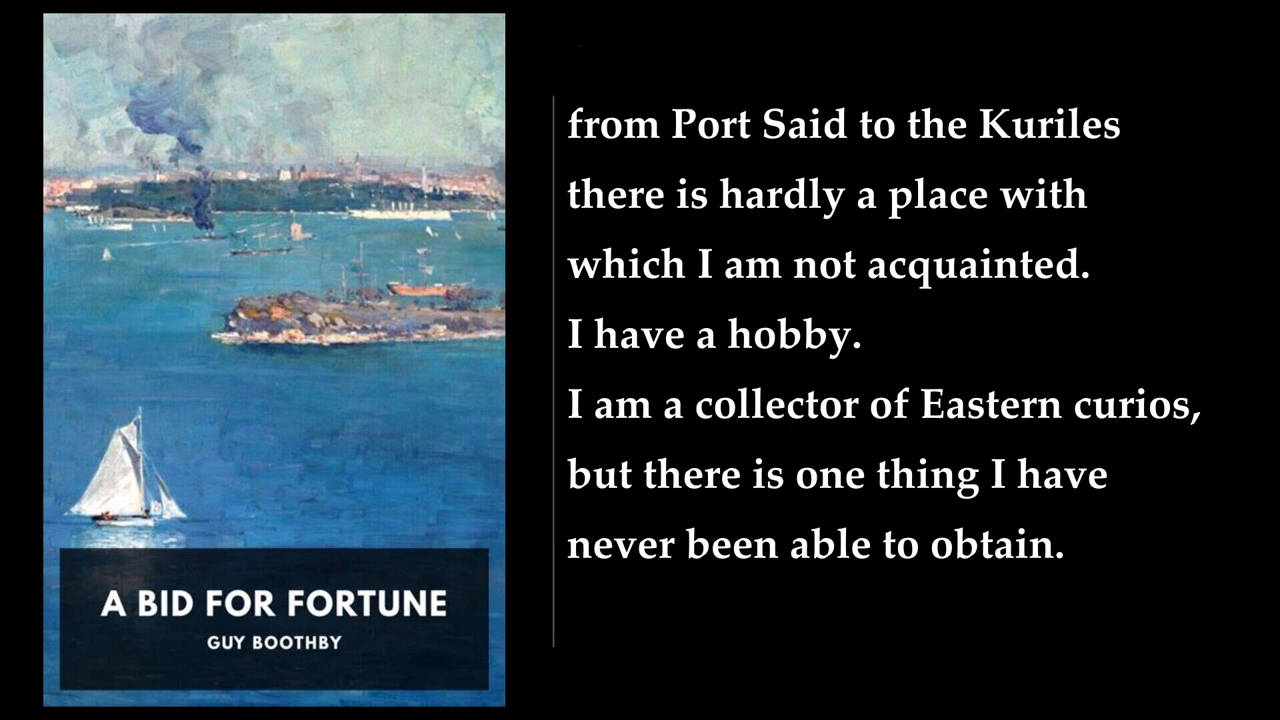 from Port Said to the Kuriles
there is hardly a place with
which I am not acquainted.
I have a hobby.
I am a collector of Eastern curios,
but there is one thing I have
never been able to obtain.
A BID FOR FORTUNE
GUY BOOTHBY